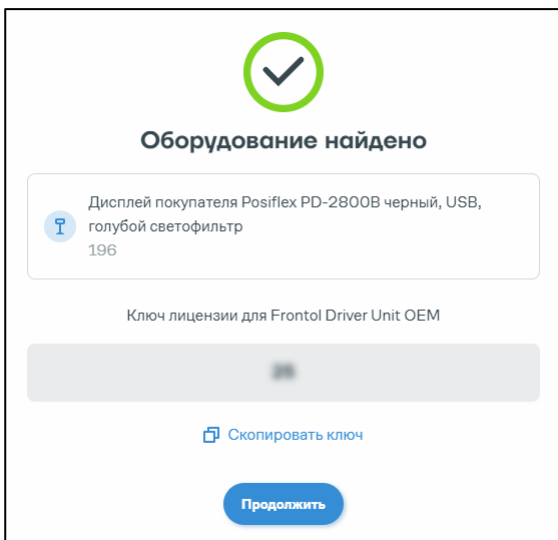 Оборудование найдено
Дисплей покупателя Posiflex PD-2800B черный, USB,
голубой светофильтр
196
Ключ лицензии для Frontol Driver Unit OEM
Скопировать ключ
Продолжить